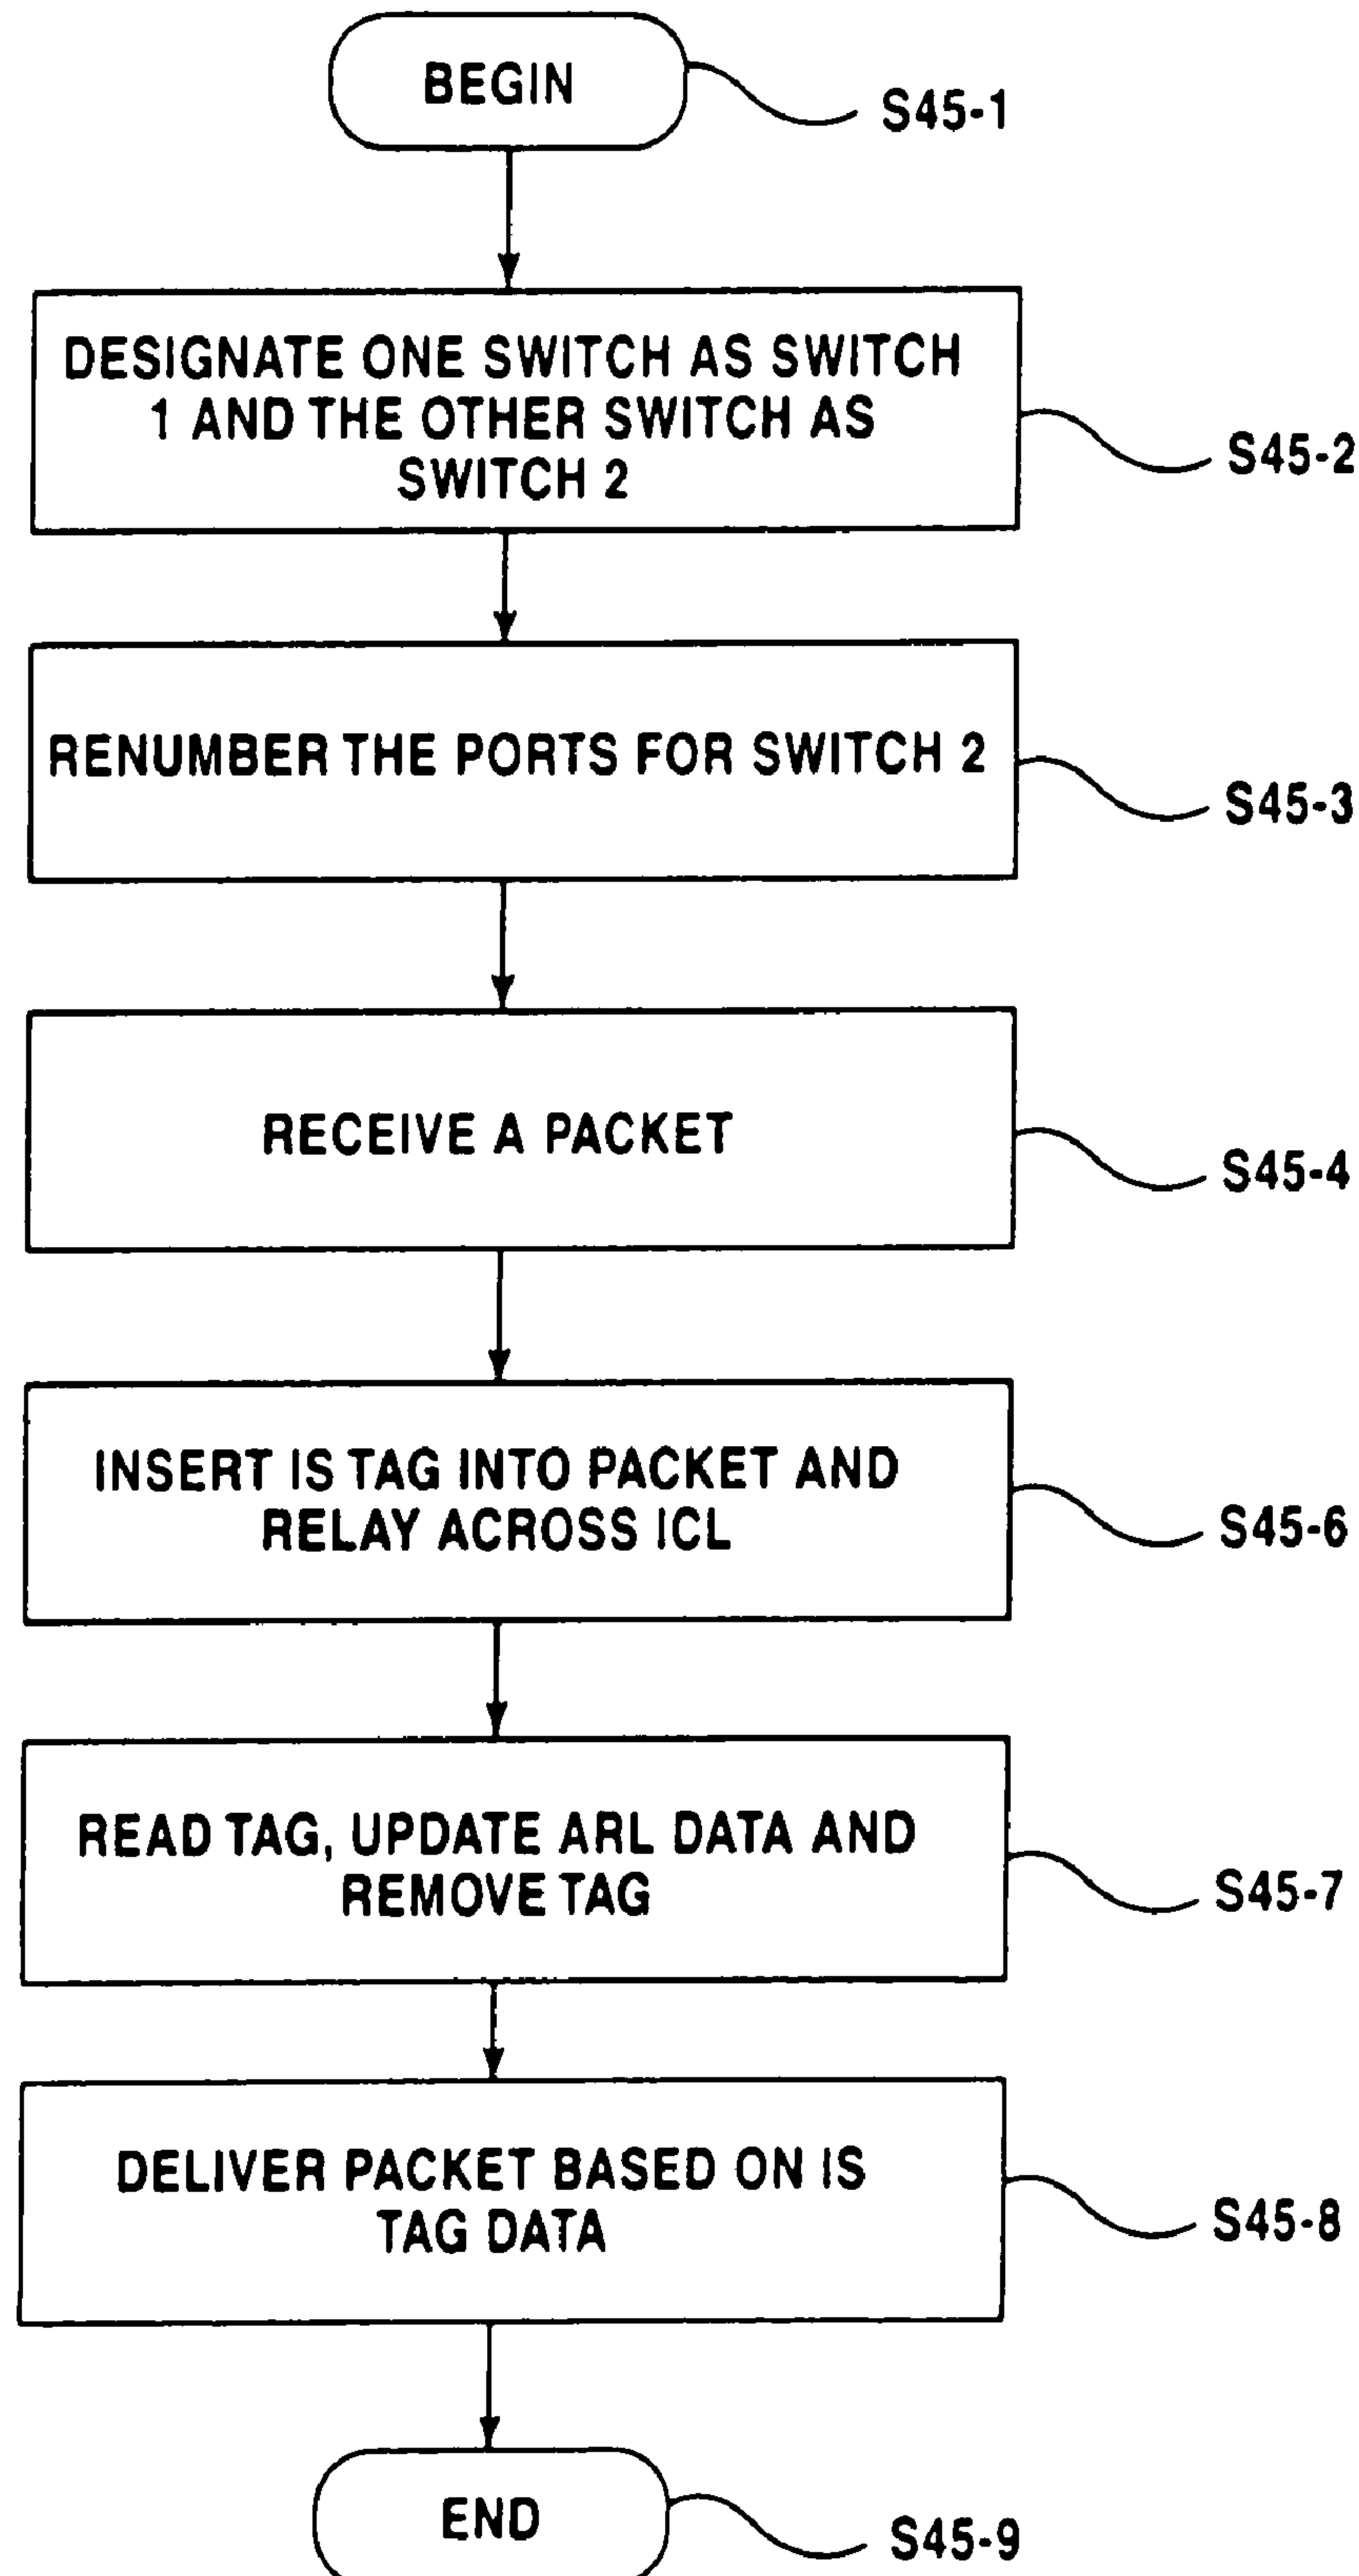 BEGIN
S45-1
DESIGNATE ONE SWITCH AS SWITCH
1 AND THE OTHER SWITCH AS
SWITCH 2
S45-2
RENUMBER THE PORTS FOR SWITCH 2
S45-3
RECEIVE A PACKET
S45-4
INSERT IS TAG INTO PACKET AND
RELAY ACROSS ICL
S45-6
READ TAG, UPDATE ARL DATA AND
REMOVE TAG
S45-7
DELIVER PACKET BASED ON IS
TAG DATA
S45-8
END
S45-9